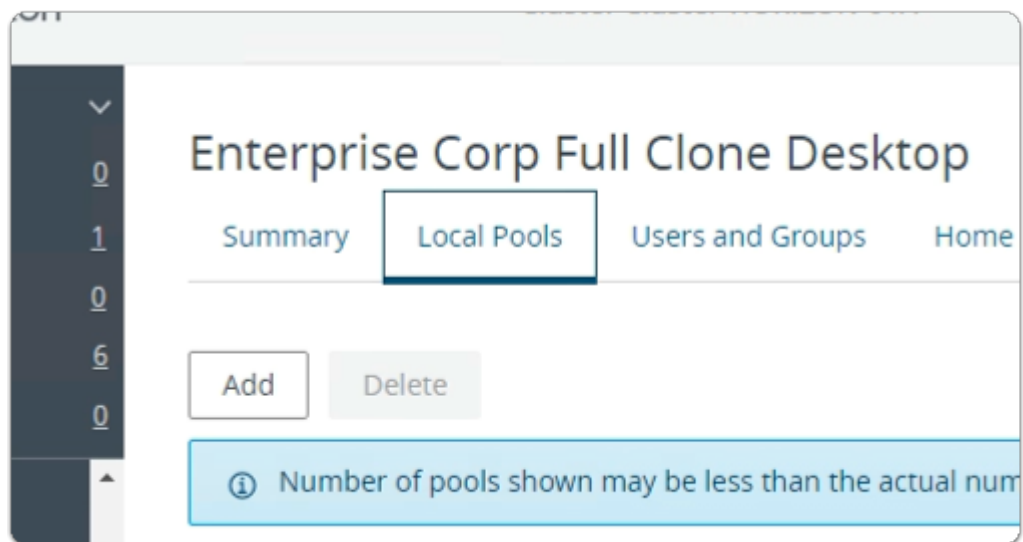 0
Enterprise Corp Full Clone Desktop
1
Summary Local Pools Users and Groups Home
0
6
Add Delete
0
Number of pools shown may be less than the actual num